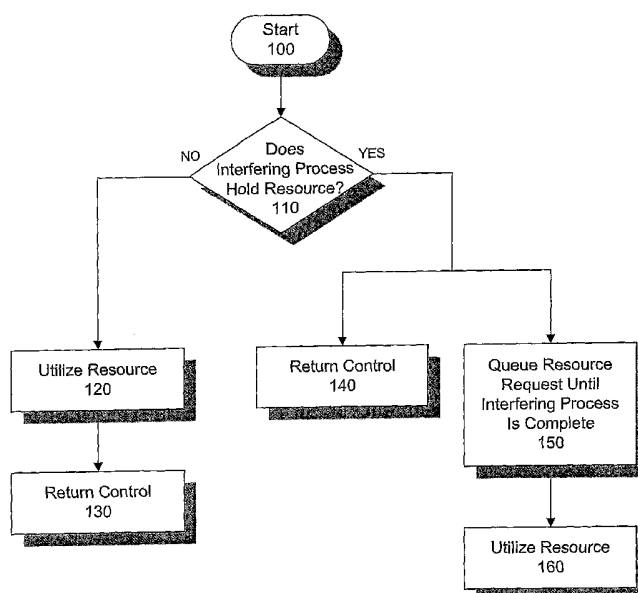 Start
100
NO
YES
Does
Interfering Process
Hold Resource?
110
Utilize Resource
120
Return Control
130
Return Control
140
Queue Resource
Request Until
Interfering Process
Is Complete
150
Utilize Resource
160